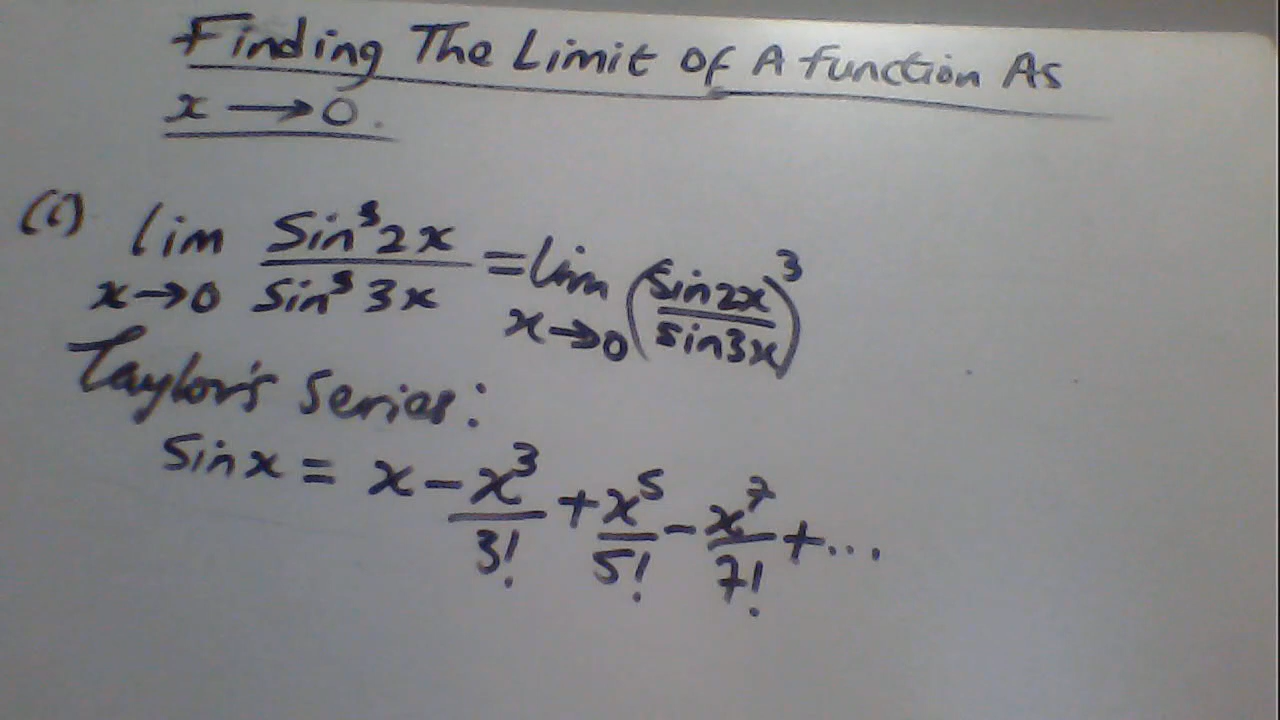 Finding The Limit Of A function As
x → 0.
(i) lim x→0 sin³2x / sin³3x = lim x→0 (sin2x / sin3x)³
Taylor's Series:
sinx = x - x³/3! + x⁵/5! - x⁷/7! + ...